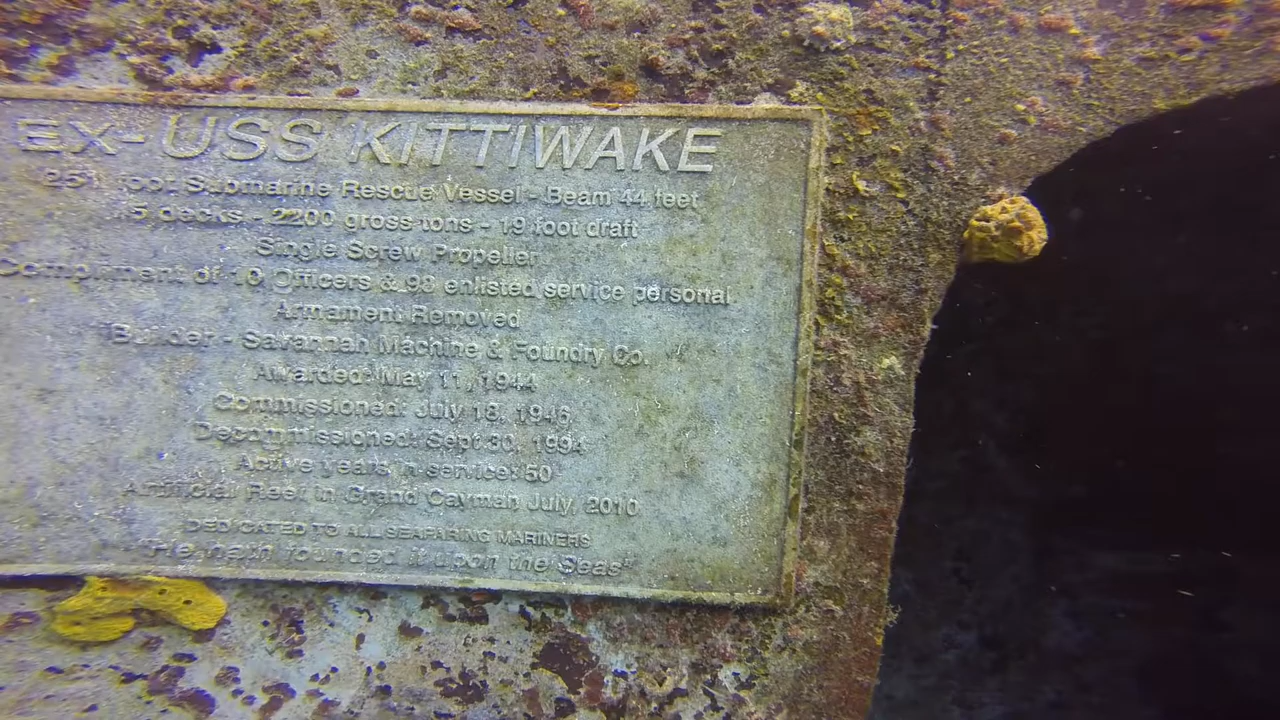 EX-USS KITTIWAKE
251 foot Submarine Rescue Vessel - Beam 44 feet
5 decks - 2200 gross tons - 19 foot draft
Single Screw Propeller
Compliment of 10 Officers & 98 enlisted service personal
Armament Removed
Builder - Savannah Machine & Foundry Co.
Awarded: May 11, 1944
Commissioned: July 18, 1946
Decommissioned: Sept 30, 1994
Active years in service: 50
Artificial Reef in Grand Cayman July, 2010
DEDICATED TO ALL SEAFARING MARINERS
"He hath founded it upon the Seas"